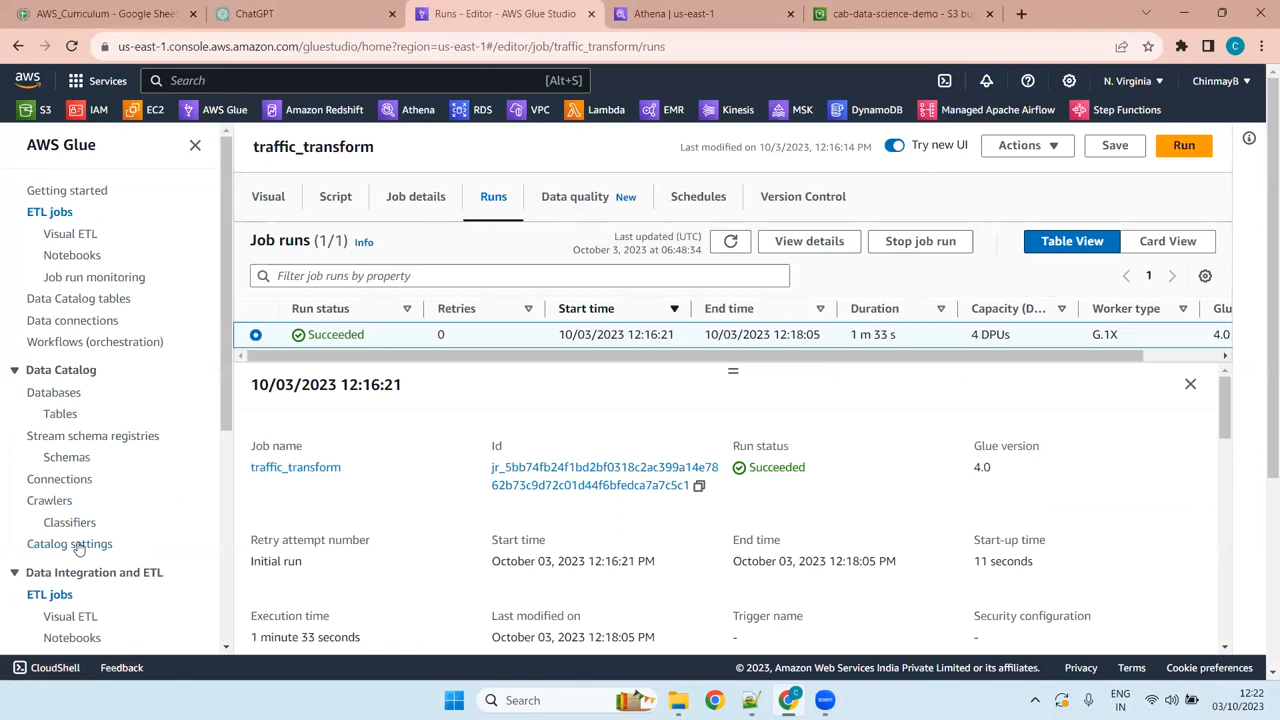 AWS_Curriculum - Google Sheet
ChatGPT
Runs - Editor - AWS Glue Studio
Athena | us-east-1
cab-data-science-demo - S3 bu
us-east-1.console.aws.amazon.com/gluestudio/home?region=us-east-1#/editor/job/traffic_transform/runs
C
aws
Services
Search
[Alt+S]
N. Virginia
ChinmayB
S3
IAM
EC2
AWS Glue
Amazon Redshift
Athena
RDS
VPC
Lambda
EMR
Kinesis
MSK
DynamoDB
Managed Apache Airflow
Step Functions
AWS Glue
Getting started
ETL jobs
Visual ETL
Notebooks
Job run monitoring
Data Catalog tables
Data connections
Workflows (orchestration)
Data Catalog
Databases
Tables
Stream schema registries
Schemas
Connections
Crawlers
Classifiers
Catalog settings
Data Integration and ETL
ETL jobs
Visual ETL
Notebooks
traffic_transform
Last modified on 10/3/2023, 12:16:14 PM
Try new UI
Actions
Save
Run
Visual
Script
Job details
Runs
Data quality New
Schedules
Version Control
Job runs (1/1) Info
Last updated (UTC)
October 3, 2023 at 06:48:34
View details
Stop job run
Table View
Card View
Filter job runs by property
1
Run status
Retries
Start time
End time
Duration
Capacity (D...
Worker type
Glu
Succeeded
0
10/03/2023 12:16:21
10/03/2023 12:18:05
1 m 33 s
4 DPUs
G.1X
4.0
10/03/2023 12:16:21
Job name
Id
Run status
Glue version
traffic_transform
jr_5bb74fb24f1bd2bf0318c2ac399a14e78
62b73c9d72c01d44f6bfedca7a7c5c1
Succeeded
4.0
Retry attempt number
Start time
End time
Start-up time
Initial run
October 03, 2023 12:16:21 PM
October 03, 2023 12:18:05 PM
11 seconds
Execution time
Last modified on
Trigger name
Security configuration
1 minute 33 seconds
October 03, 2023 12:18:05 PM
-
-
CloudShell
Feedback
© 2023, Amazon Web Services India Private Limited or its affiliates.
Privacy
Terms
Cookie preferences
Search
C
ENG
IN
12:22
03/10/2023